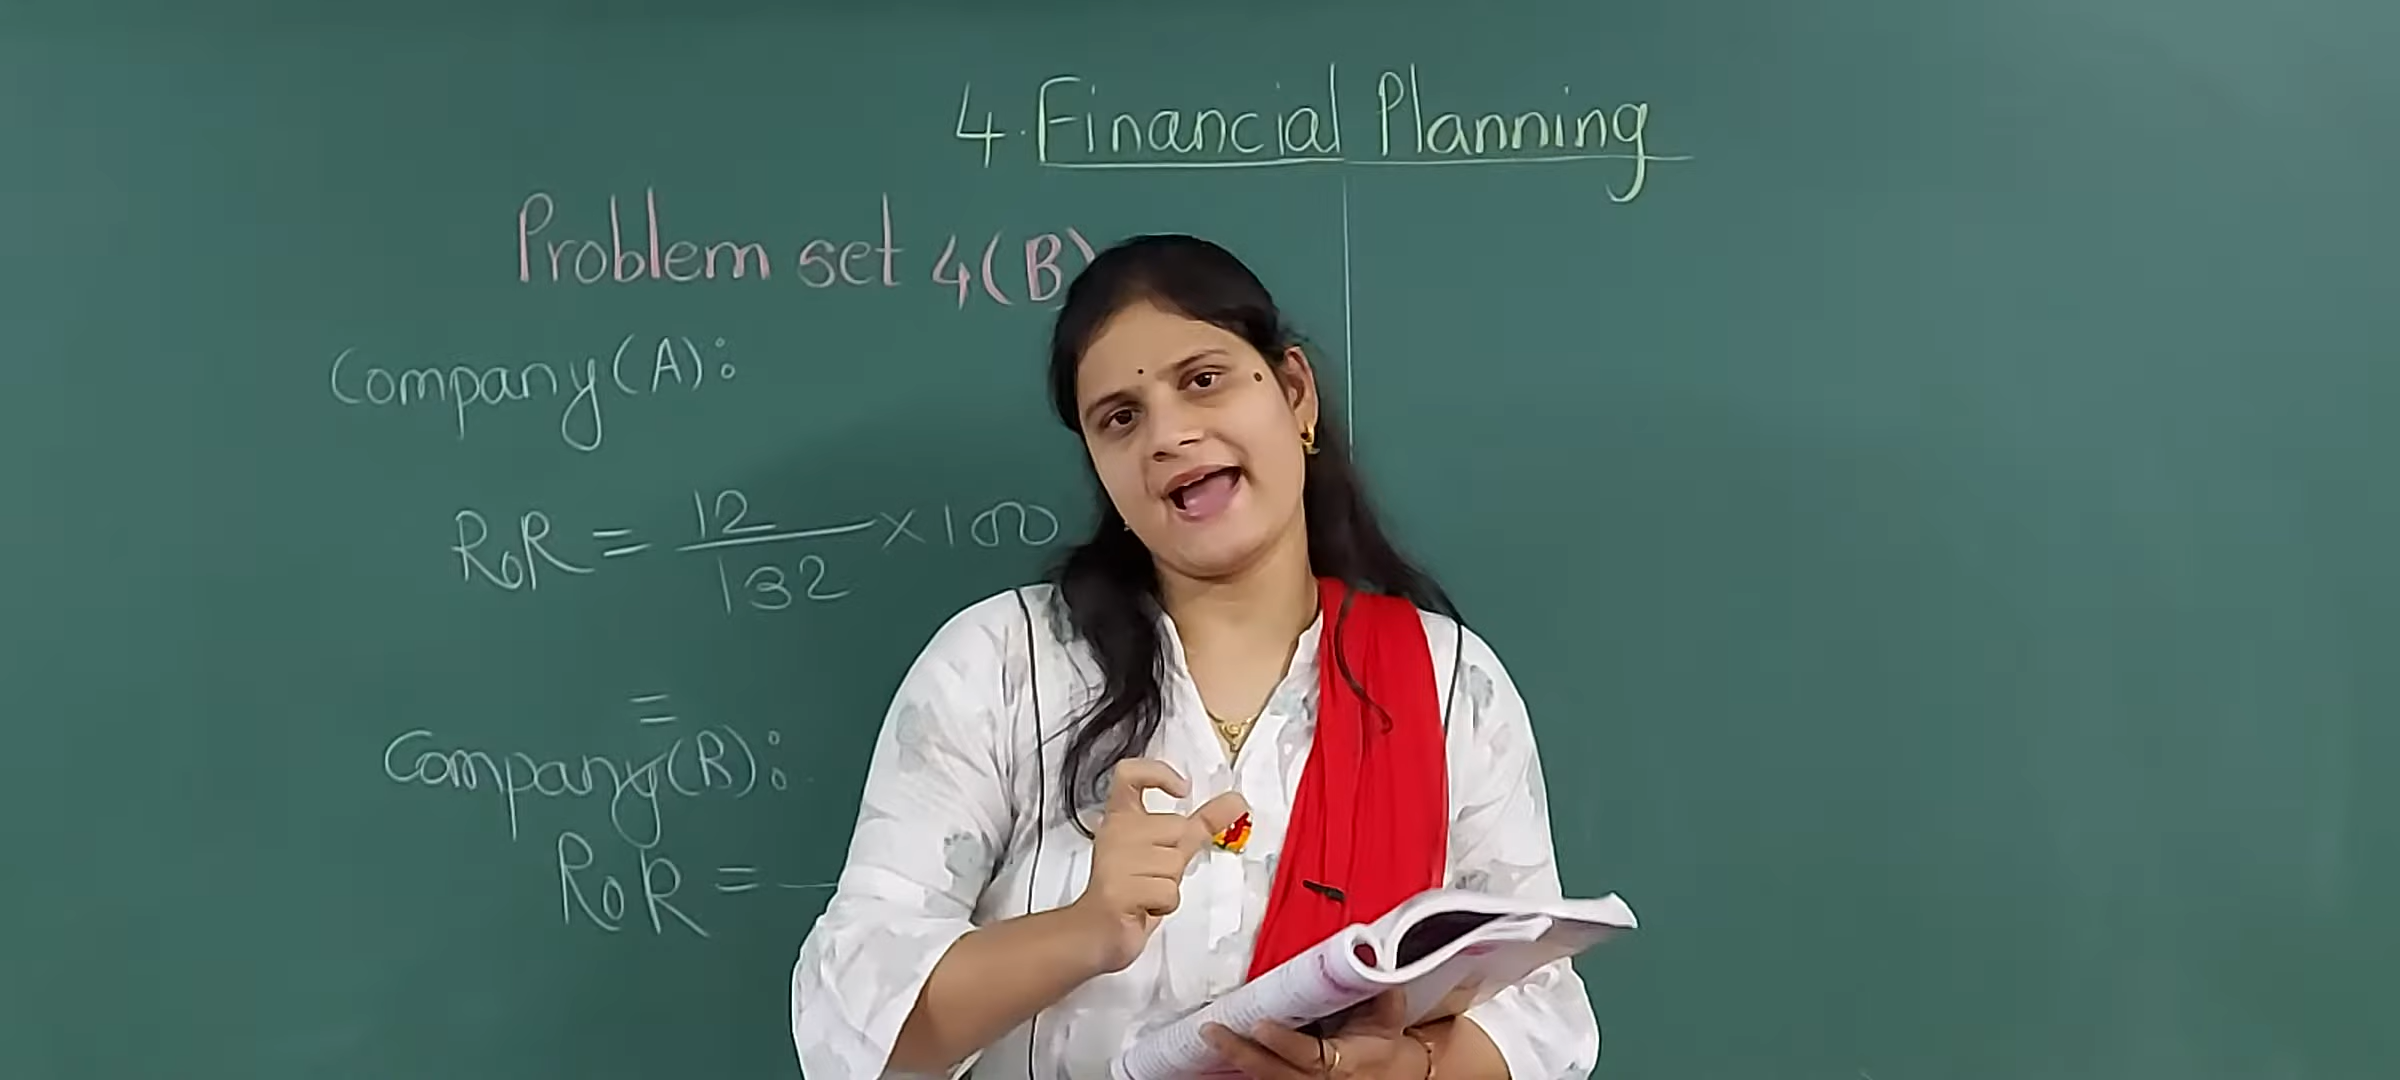 4. Financial Planning
Problem set 4(B)
Company (A):
RoR = 12/132 × 100
=
Company (B):
RoR = —